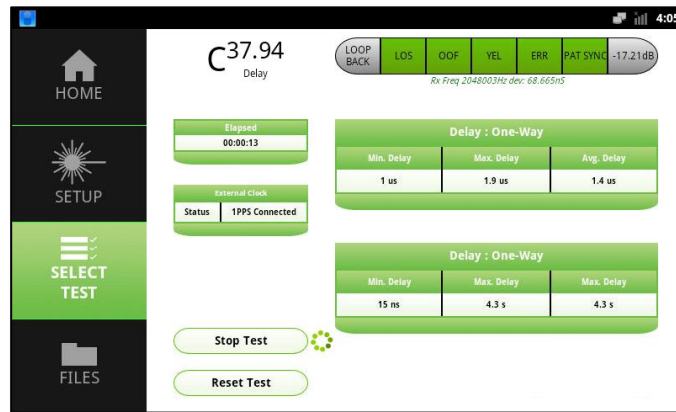 4:05
HOME
SETUP
SELECT
TEST
FILES
C37.94
Delay
LOOP
BACK
LOS
OOF
YEL
ERR
PAT SYNC
-17.21dB
Rx Freq 2048003Hz dev: 68.665nS
Elapsed
00:00:13
External Clock
Status 1PPS Connected
Delay : One-Way
Min. Delay Max. Delay Avg. Delay
1 us 1.9 us 1.4 us
Delay : One-Way
Min. Delay Max. Delay Max. Delay
15 ns 4.3 s 4.3 s
Stop Test
Reset Test